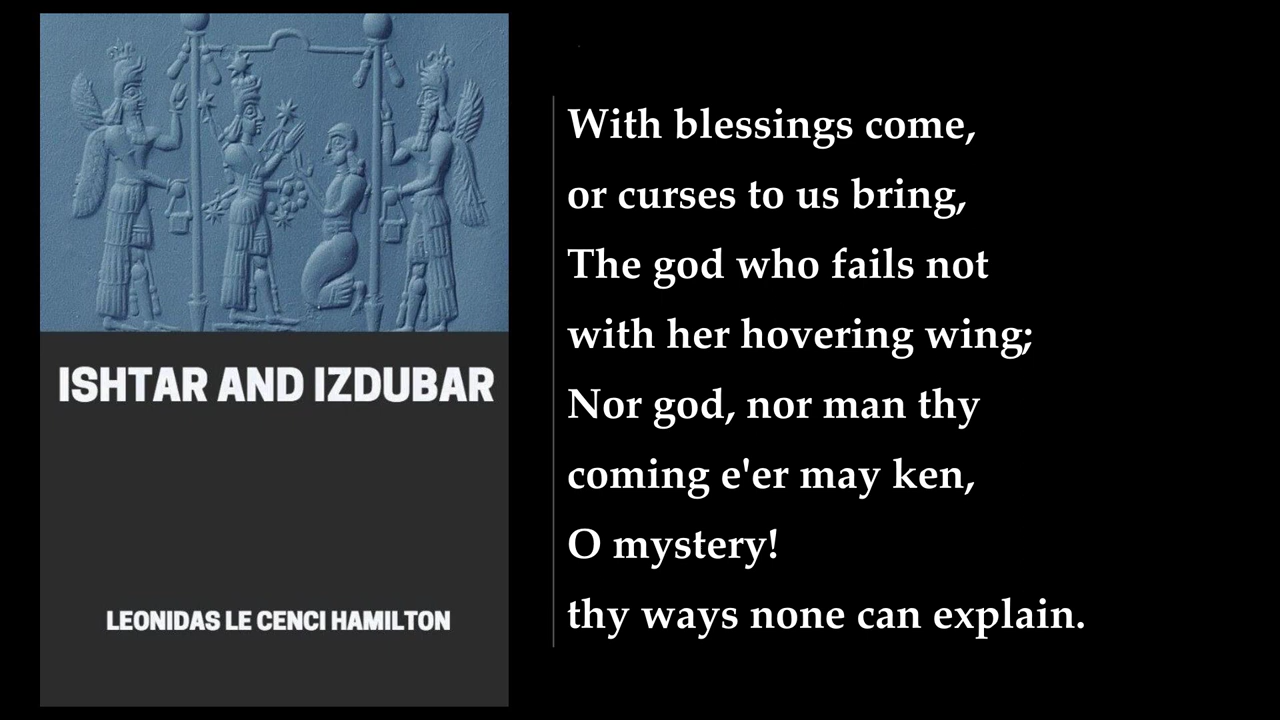 ISHTAR AND IZDUBAR
LEONIDAS LE CENCI HAMILTON
With blessings come,
or curses to us bring,
The god who fails not
with her hovering wing;
Nor god, nor man thy
coming e'er may ken,
O mystery!
thy ways none can explain.